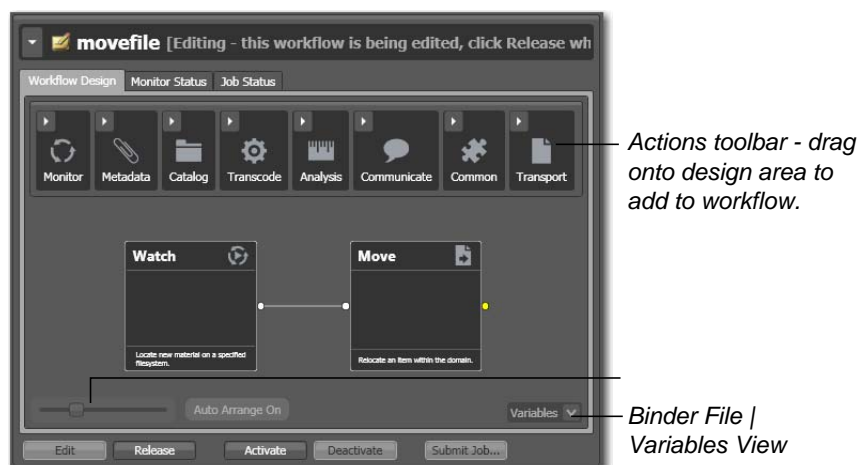 movefile [Editing - this workflow is being edited, click Release wh
Workflow Design Monitor Status Job Status
Monitor Metadata Catalog Transcode Analysis Communicate Common Transport
Actions toolbar - drag
onto design area to
add to workflow.
Watch Move
Locate new material on a specified
filesystem.
Relocate an item within the domain.
Auto Arrange On
Variables
Binder File |
Variables View
Edit Release Activate Deactivate Submit Job...